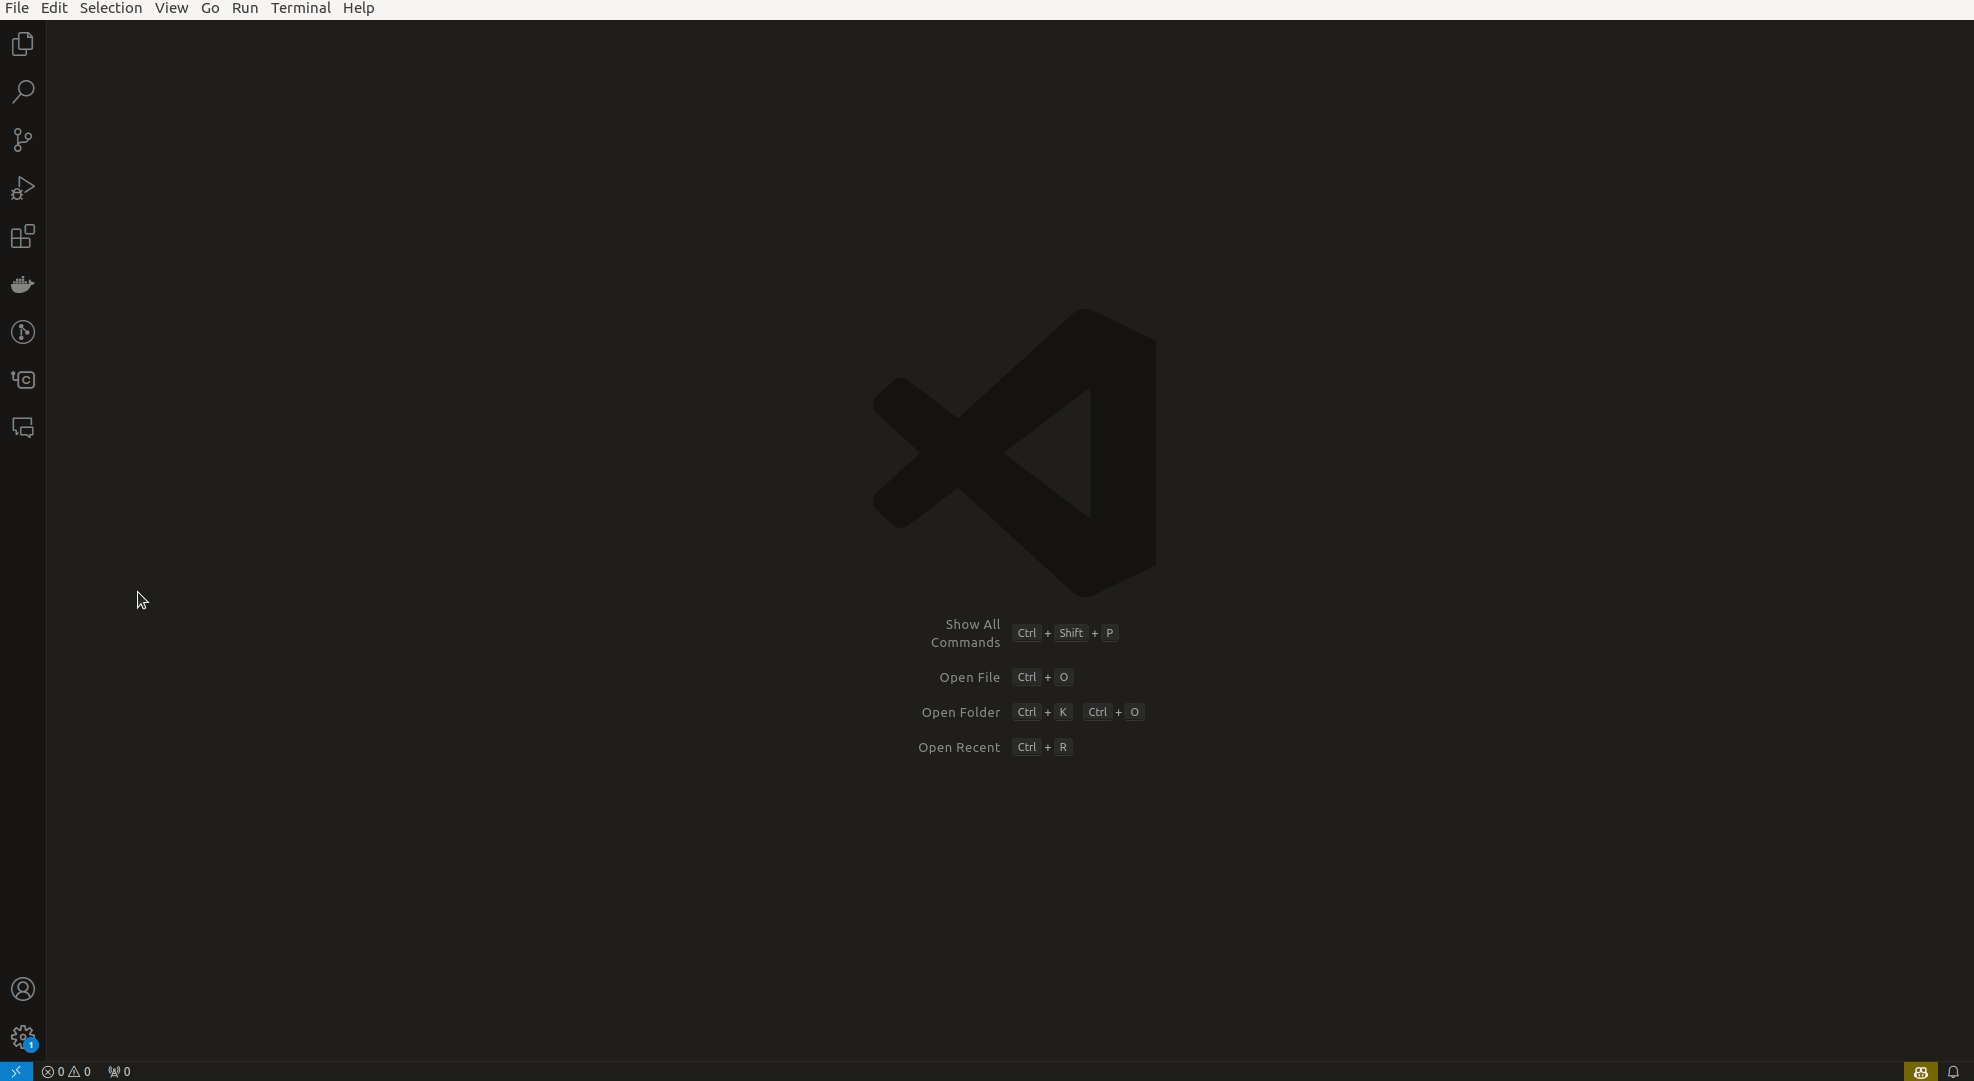 File Edit Selection View Go Run Terminal Help
Show All
Commands
Ctrl + Shift + P
Open File Ctrl + O
Open Folder Ctrl + K Ctrl + O
Open Recent Ctrl + R
1
0 0 0